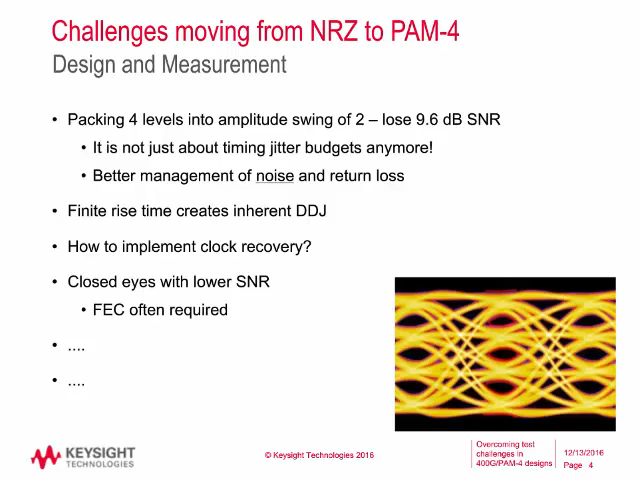 Challenges moving from NRZ to PAM-4
Design and Measurement
• Packing 4 levels into amplitude swing of 2 – lose 9.6 dB SNR
• It is not just about timing jitter budgets anymore!
• Better management of noise and return loss
• Finite rise time creates inherent DDJ
• How to implement clock recovery?
• Closed eyes with lower SNR
• FEC often required
• ....
• ....
KEYSIGHT
TECHNOLOGIES
© Keysight Technologies 2016
Overcoming test
challenges in
400G/PAM-4 designs
12/13/2016
Page 4